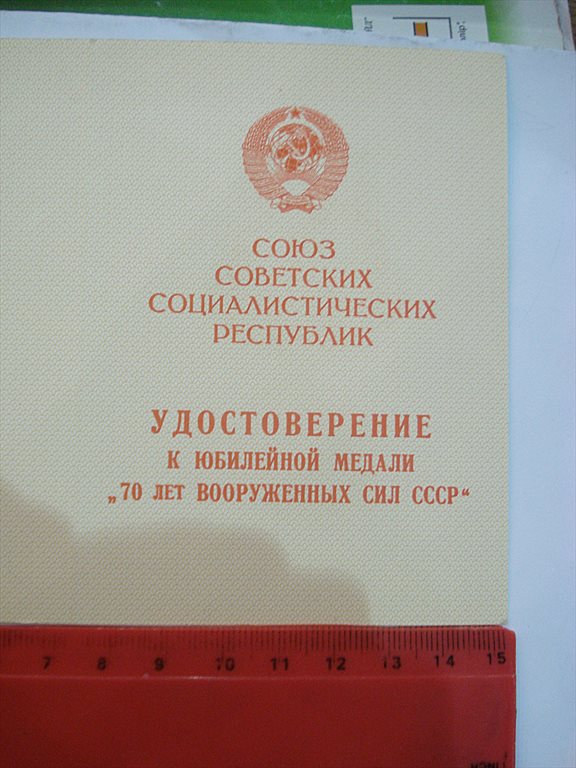 СОЮЗ
СОВЕТСКИХ
СОЦИАЛИСТИЧЕСКИХ
РЕСПУБЛИК
УДОСТОВЕРЕНИЕ
К ЮБИЛЕЙНОЙ МЕДАЛИ
„70 ЛЕТ ВООРУЖЕННЫХ СИЛ СССР“
7 8 9 10 11 12 13 14 15
INCH